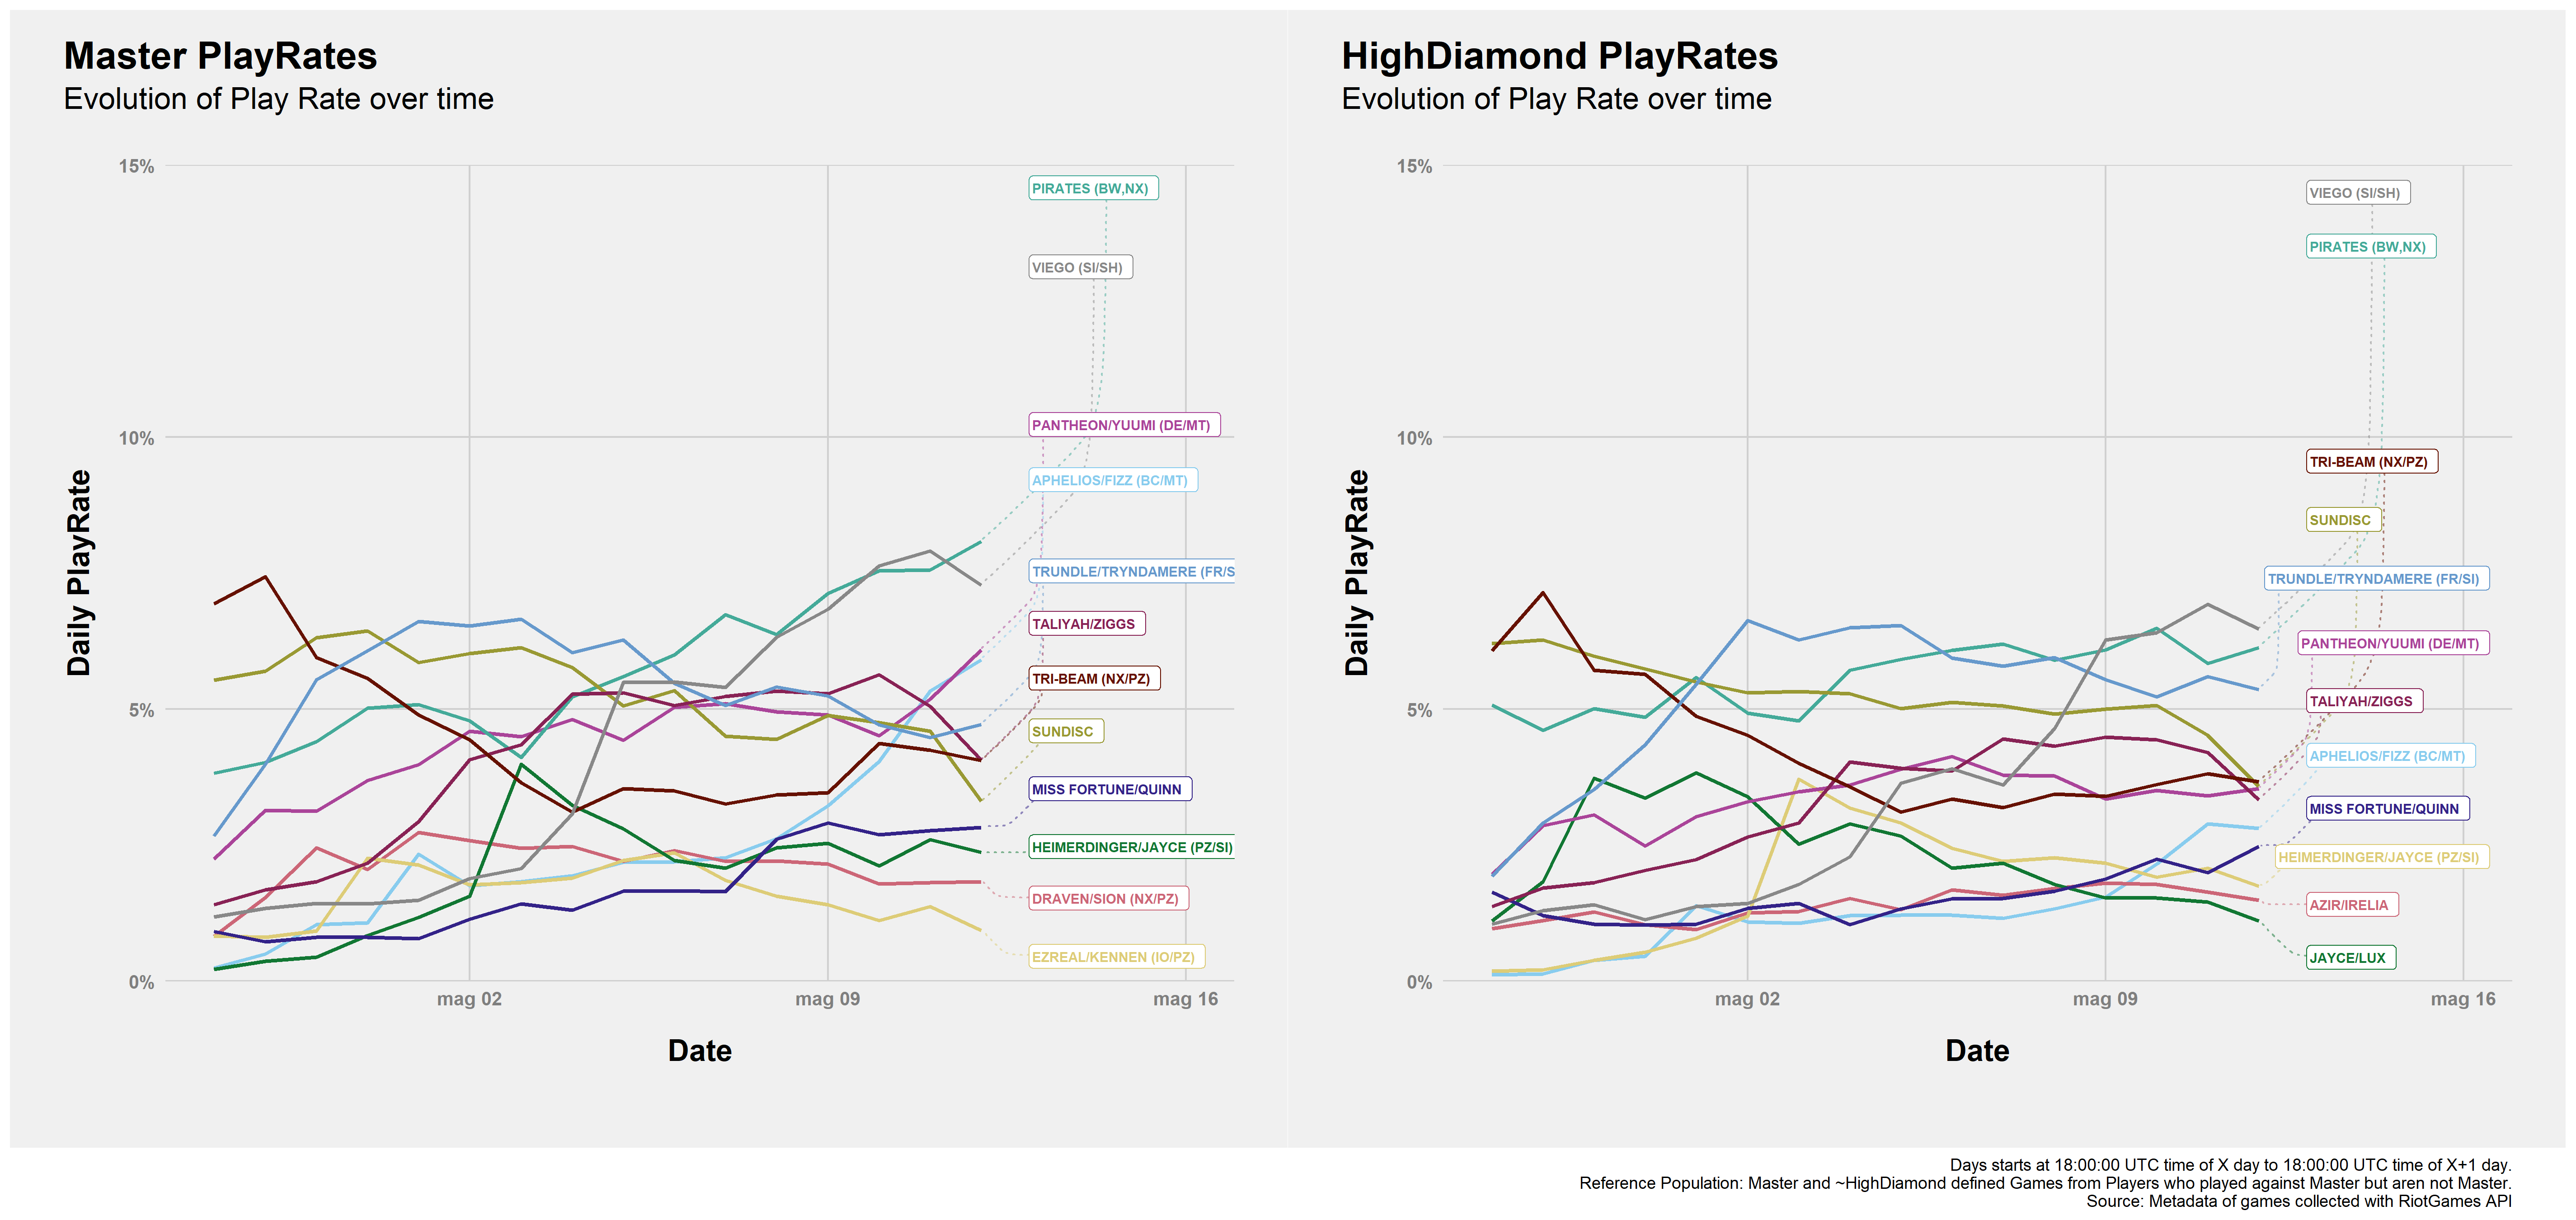 Master PlayRates
Evolution of Play Rate over time
15%
10%
5%
0%
Daily PlayRate
PIRATES (BW,NX)
VIEGO (SI/SH)
PANTHEON/YUUMI (DE/MT)
APHELIOS/FIZZ (BC/MT)
TRUNDLE/TRYNDAMERE (FR/S
TALIYAH/ZIGGS
TRI-BEAM (NX/PZ)
SUNDISC
MISS FORTUNE/QUINN
HEIMERDINGER/JAYCE (PZ/SI)
DRAVEN/SION (NX/PZ)
EZREAL/KENNEN (IO/PZ)
mag 02
mag 09
mag 16
Date
HighDiamond PlayRates
Evolution of Play Rate over time
15%
10%
5%
0%
Daily PlayRate
VIEGO (SI/SH)
PIRATES (BW,NX)
TRI-BEAM (NX/PZ)
SUNDISC
TRUNDLE/TRYNDAMERE (FR/SI)
PANTHEON/YUUMI (DE/MT)
TALIYAH/ZIGGS
APHELIOS/FIZZ (BC/MT)
MISS FORTUNE/QUINN
HEIMERDINGER/JAYCE (PZ/SI)
AZIR/IRELIA
JAYCE/LUX
mag 02
mag 09
mag 16
Date
Days starts at 18:00:00 UTC time of X day to 18:00:00 UTC time of X+1 day.
Reference Population: Master and ~HighDiamond defined Games from Players who played against Master but aren not Master.
Source: Metadata of games collected with RiotGames API